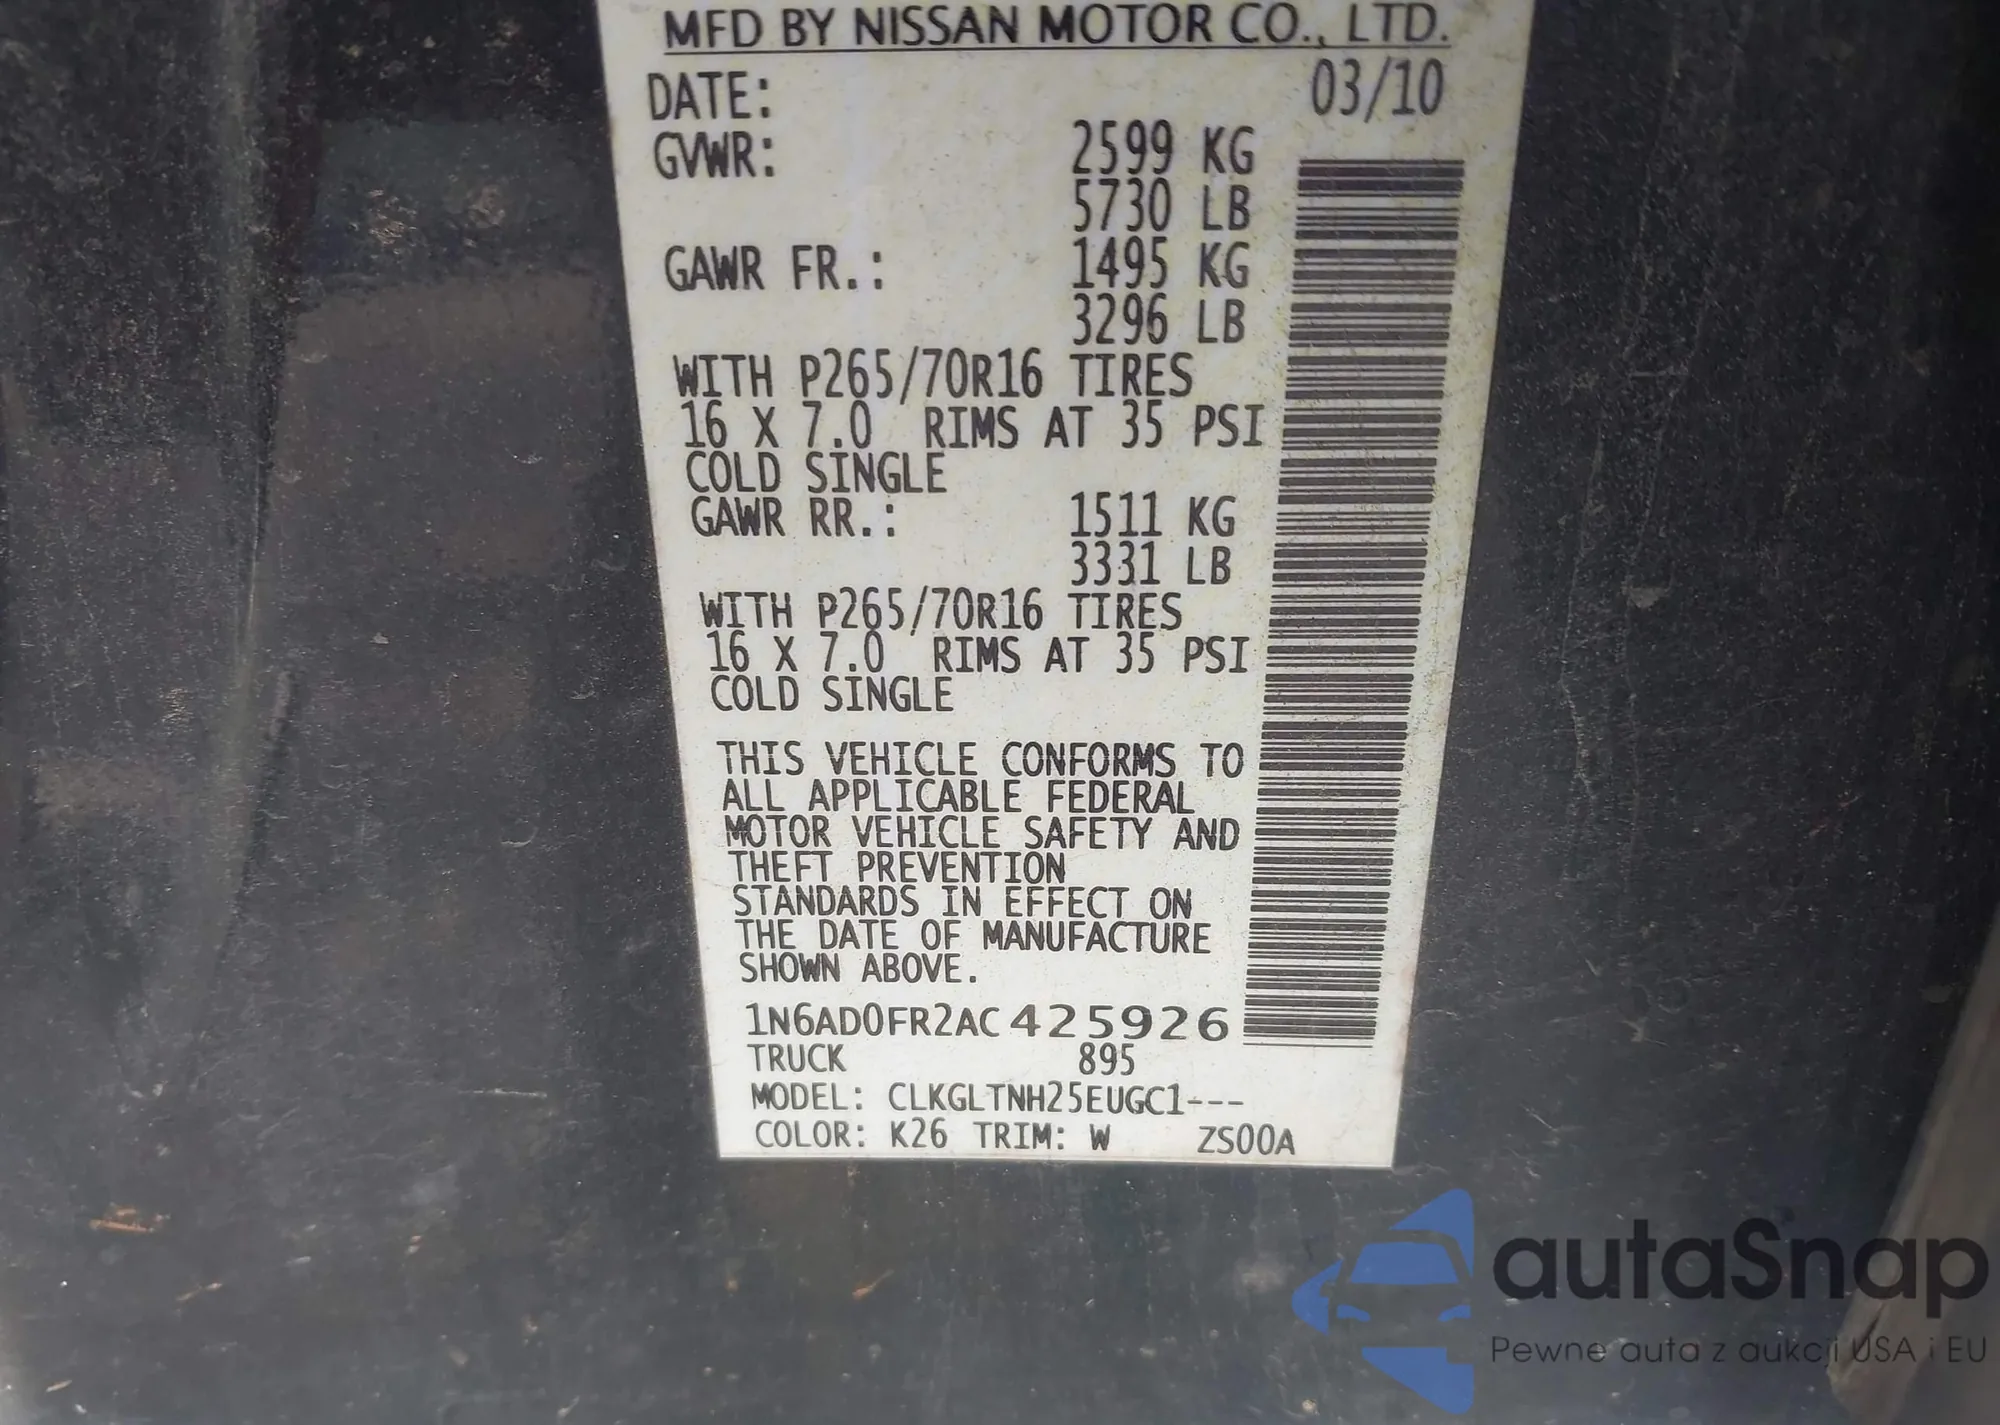 MFD BY NISSAN MOTOR CO., LTD.
DATE: 03/10
GVWR: 2599 KG
5730 LB
GAWR FR.: 1495 KG
3296 LB
WITH P265/70R16 TIRES
16 X 7.0 RIMS AT 35 PSI
COLD SINGLE
GAWR RR.: 1511 KG
3331 LB
WITH P265/70R16 TIRES
16 X 7.0 RIMS AT 35 PSI
COLD SINGLE
THIS VEHICLE CONFORMS TO
ALL APPLICABLE FEDERAL
MOTOR VEHICLE SAFETY AND
THEFT PREVENTION
STANDARDS IN EFFECT ON
THE DATE OF MANUFACTURE
SHOWN ABOVE.
1N6AD0FR2AC425926
TRUCK 895
MODEL: CLKGLTNH25EUGC1---
COLOR: K26 TRIM: W ZS00A
autaSnap
Pewne auta z aukcji USA i EU